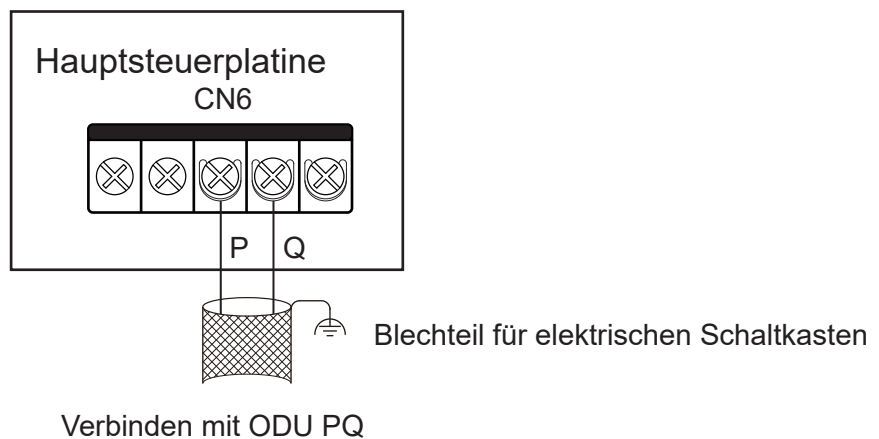 Hauptsteuerplatine
CN6
P Q
Blechteil für elektrischen Schaltkasten
Verbinden mit ODU PQ